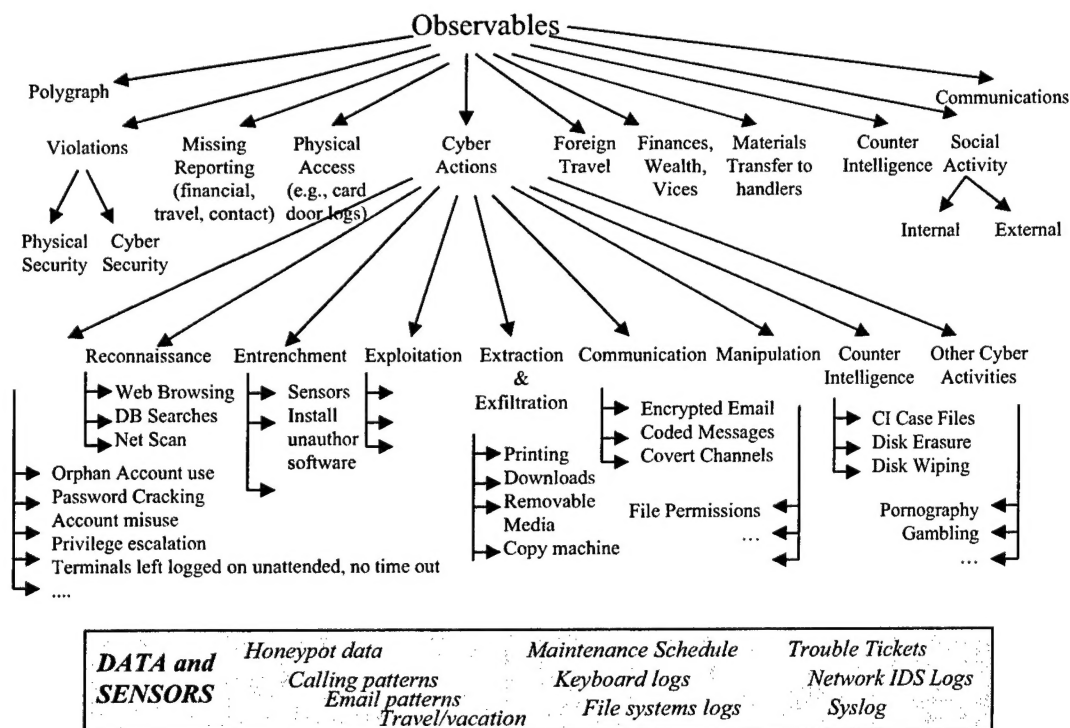 Observables
Polygraph
Communications
Violations
Missing
Reporting
(financial,
travel, contact)
Physical
Access
(e.g., card
door logs)
Cyber
Actions
Foreign
Travel
Finances,
Wealth,
Vices
Materials
Transfer to
handlers
Counter
Intelligence
Social
Activity
Physical
Security
Cyber
Security
Internal
External
Reconnaissance
Web Browsing
DB Searches
Net Scan
Entrenchment
Sensors
Install
unauthor
software
Exploitation
Extraction
&
Exfiltration
Printing
Downloads
Removable
Media
Copy machine
Communication
Encrypted Email
Coded Messages
Covert Channels
Manipulation
File Permissions
...
Counter
Intelligence
CI Case Files
Disk Erasure
Disk Wiping
Other Cyber
Activities
Pornography
Gambling
...
Orphan Account use
Password Cracking
Account misuse
Privilege escalation
Terminals left logged on unattended, no time out
....
DATA and
SENSORS
Honeypot data
Calling patterns
Email patterns
Travel/vacation
Maintenance Schedule
Keyboard logs
File systems logs
Trouble Tickets
Network IDS Logs
Syslog